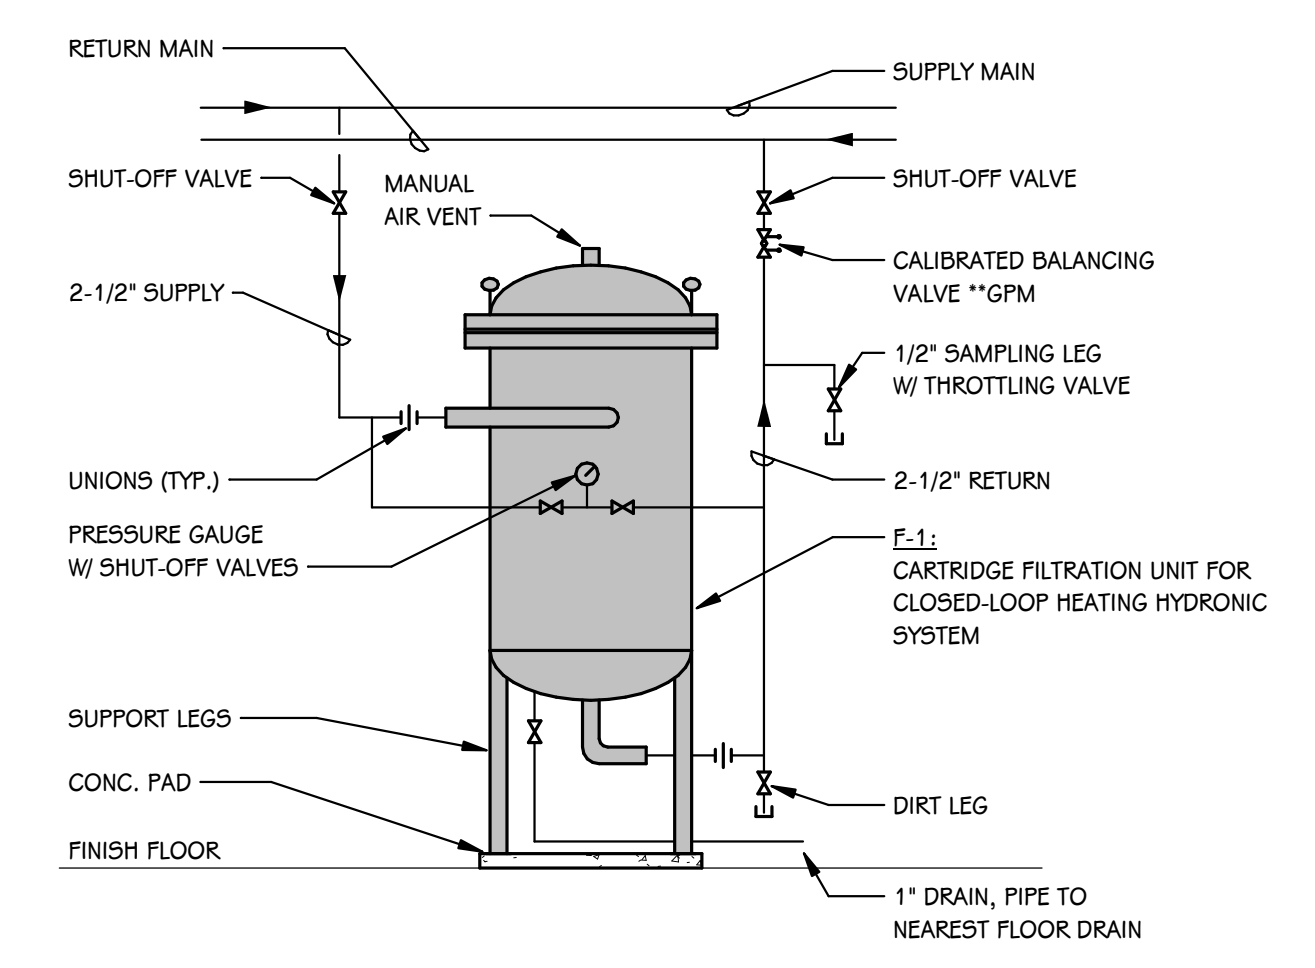 RETURN MAIN
SUPPLY MAIN
SHUT-OFF VALVE
MANUAL
AIR VENT
SHUT-OFF VALVE
CALIBRATED BALANCING
VALVE **GPM
2-1/2" SUPPLY
1/2" SAMPLING LEG
W/ THROTTLING VALVE
UNIONS (TYP.)
2-1/2" RETURN
PRESSURE GAUGE
W/ SHUT-OFF VALVES
F-1:
CARTRIDGE FILTRATION UNIT FOR
CLOSED-LOOP HEATING HYDRONIC
SYSTEM
SUPPORT LEGS
CONC. PAD
DIRT LEG
FINISH FLOOR
1" DRAIN, PIPE TO
NEAREST FLOOR DRAIN